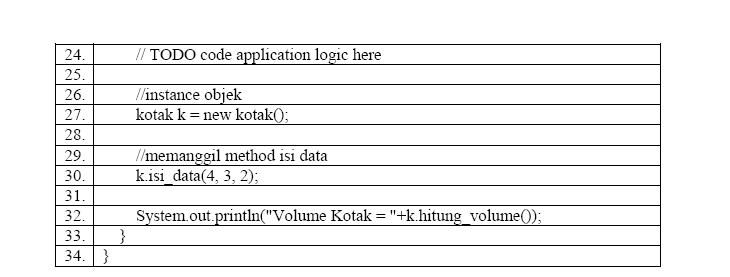 24. // TODO code application logic here
25.
26. //instance objek
27. kotak k = new kotak();
28.
29. //memanggil method isi data
30. k.isi_data(4, 3, 2);
31.
32. System.out.println("Volume Kotak = "+k.hitung_volume());
33. }
34. }